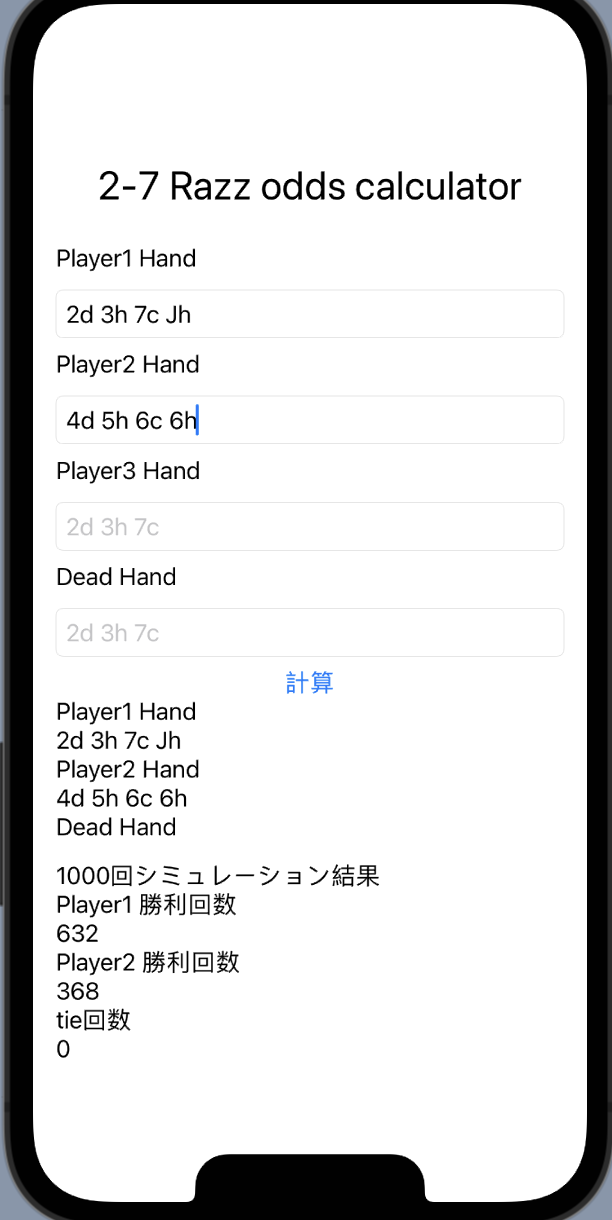 2-7 Razz odds calculator
Player1 Hand
2d 3h 7c Jh
Player2 Hand
4d 5h 6c 6h
Player3 Hand
2d 3h 7c
Dead Hand
2d 3h 7c
計算
Player1 Hand
2d 3h 7c Jh
Player2 Hand
4d 5h 6c 6h
Dead Hand
1000回シミュレーション結果
Player1 勝利回数
632
Player2 勝利回数
368
tie回数
0